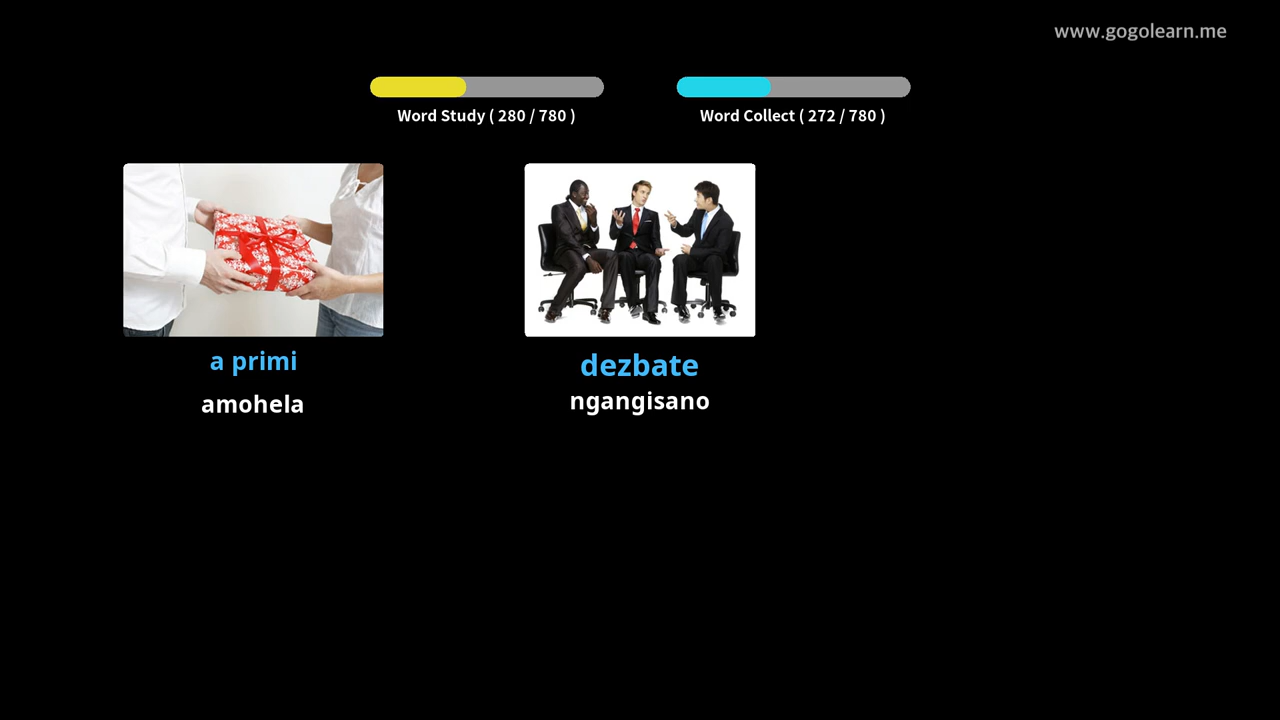 www.gogolearn.me
Word Study ( 280 / 780 )
Word Collect ( 272 / 780 )
a primi
amohela
dezbate
ngangisano